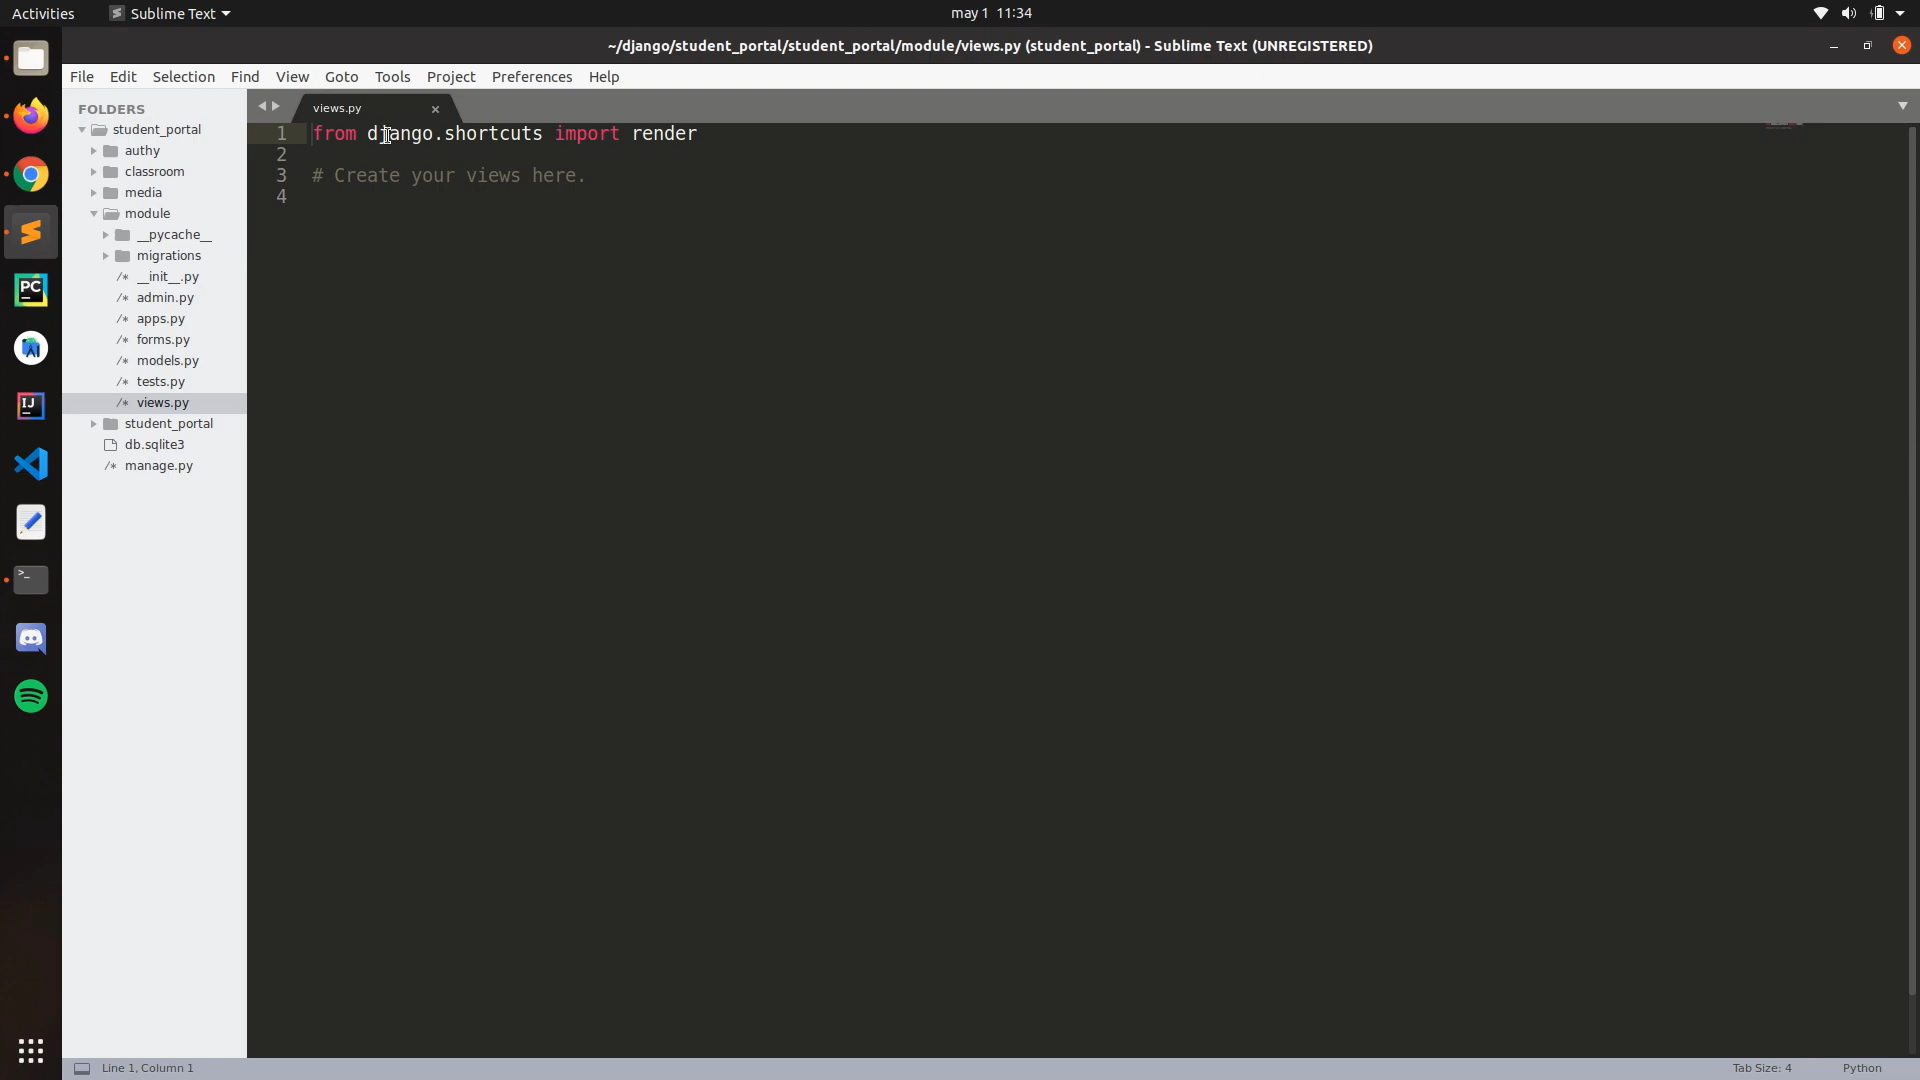 Activities Sublime Text may 1 11:34
~/django/student_portal/student_portal/module/views.py (student_portal) - Sublime Text (UNREGISTERED)
File Edit Selection Find View Goto Tools Project Preferences Help
FOLDERS
student_portal
authy
classroom
media
module
__pycache__
migrations
/* __init__.py
/* admin.py
/* apps.py
/* forms.py
/* models.py
/* tests.py
/* views.py
student_portal
db.sqlite3
/* manage.py
views.py ×
1 from django.shortcuts import render
2
3 # Create your views here.
4
PC
IJ
>_
Line 1, Column 1 Tab Size: 4 Python